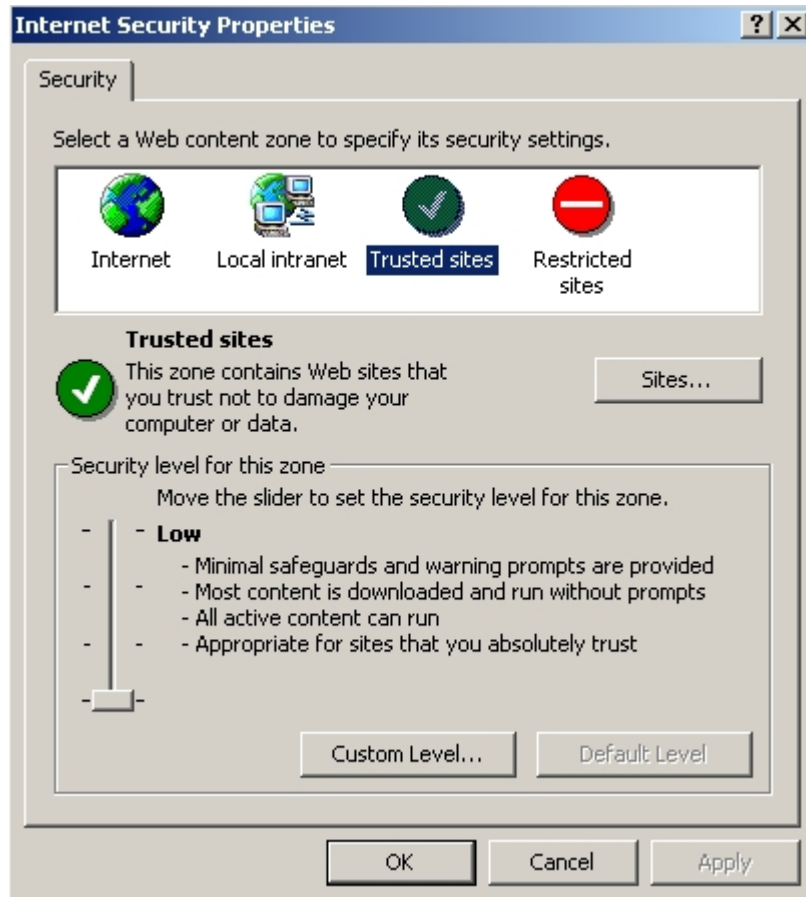 Internet Security Properties
Security
Select a Web content zone to specify its security settings.
Internet
Local intranet
Trusted sites
Restricted
sites
Trusted sites
This zone contains Web sites that
you trust not to damage your
computer or data.
Sites...
Security level for this zone
Move the slider to set the security level for this zone.
Low
- Minimal safeguards and warning prompts are provided
- Most content is downloaded and run without prompts
- All active content can run
- Appropriate for sites that you absolutely trust
Custom Level...
Default Level
OK
Cancel
Apply